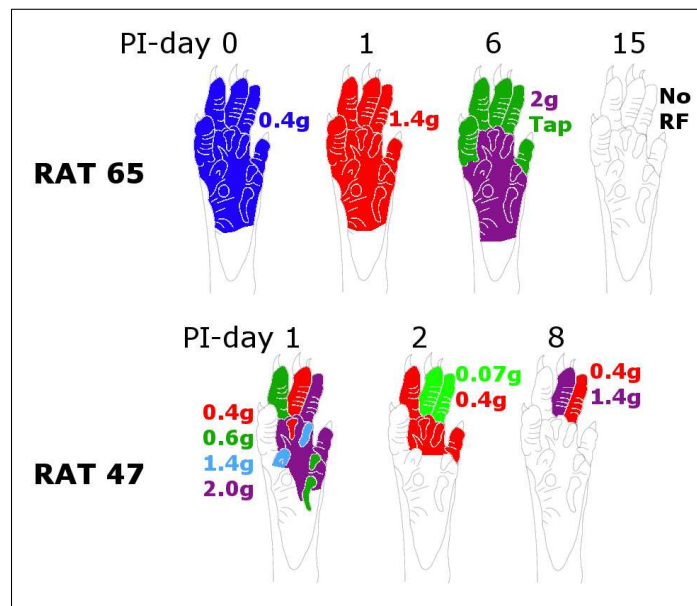 PI-day 0 1 6 15
0.4g 1.4g 2g No
Tap RF
RAT 65
PI-day 1 2 8
0.07g 0.4g
0.4g 0.4g 1.4g
0.6g
1.4g
RAT 47 2.0g